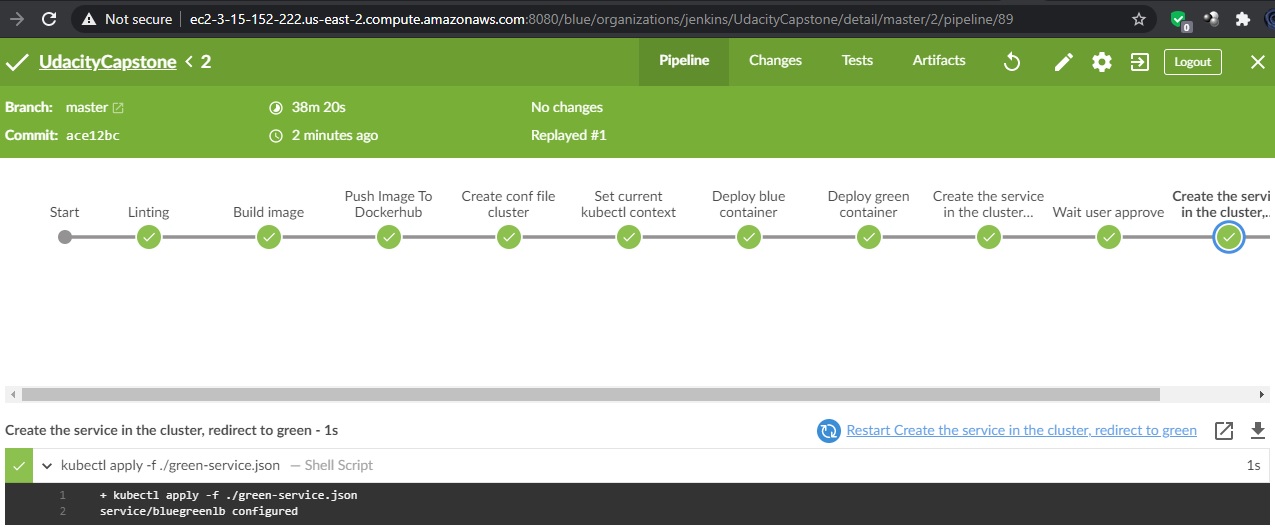 Not secure | ec2-3-15-152-222.us-east-2.compute.amazonaws.com:8080/blue/organizations/jenkins/UdacityCapstone/detail/master/2/pipeline/89
0
UdacityCapstone < 2
Pipeline
Changes
Tests
Artifacts
Logout
Branch: master
38m 20s
No changes
Commit: ace12bc
2 minutes ago
Replayed #1
Start
Linting
Build image
Push Image To
Dockerhub
Create conf file
cluster
Set current
kubectl context
Deploy blue
container
Deploy green
container
Create the service
in the cluster...
Wait user approve
Create the servi
in the cluster,..
Create the service in the cluster, redirect to green - 1s
Restart Create the service in the cluster, redirect to green
kubectl apply -f ./green-service.json — Shell Script
1s
1 + kubectl apply -f ./green-service.json
2 service/bluegreenlb configured